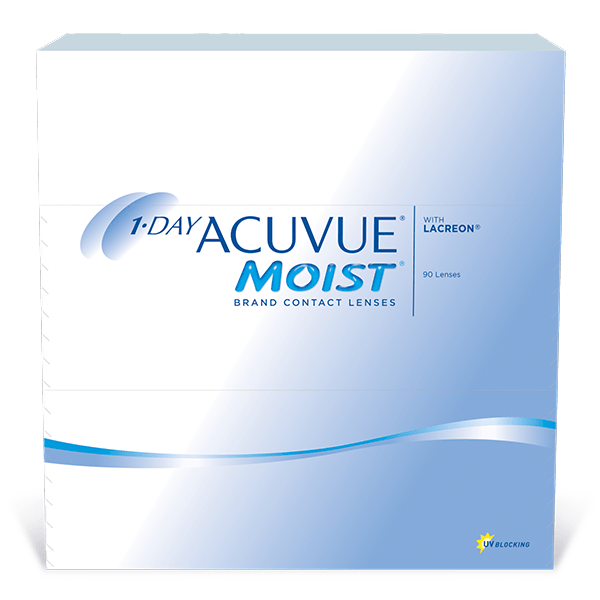 1·DAY ACUVUE®
MOIST®
BRAND CONTACT LENSES
WITH
LACREON®
90 Lenses
UV BLOCKING